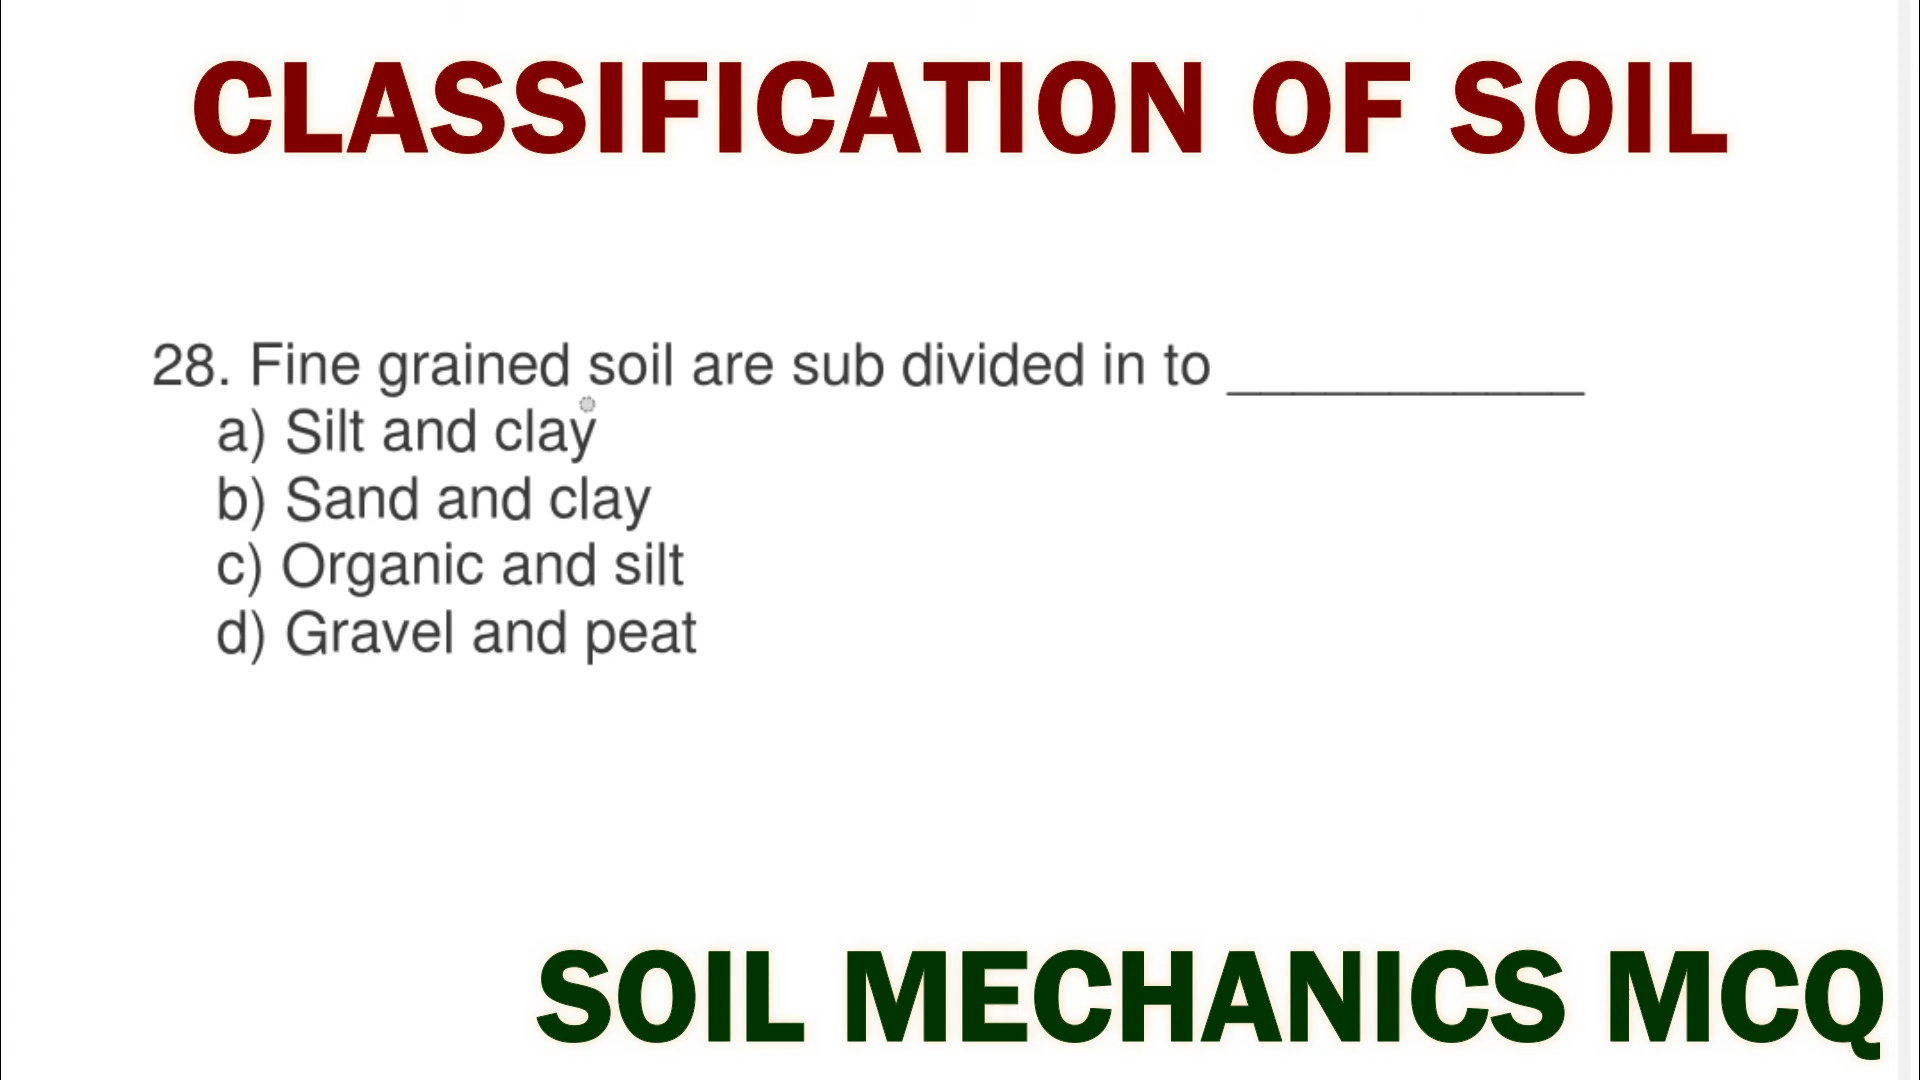 CLASSIFICATION OF SOIL
28. Fine grained soil are sub divided in to ___________
a) Silt and clay
b) Sand and clay
c) Organic and silt
d) Gravel and peat
SOIL MECHANICS MCQ